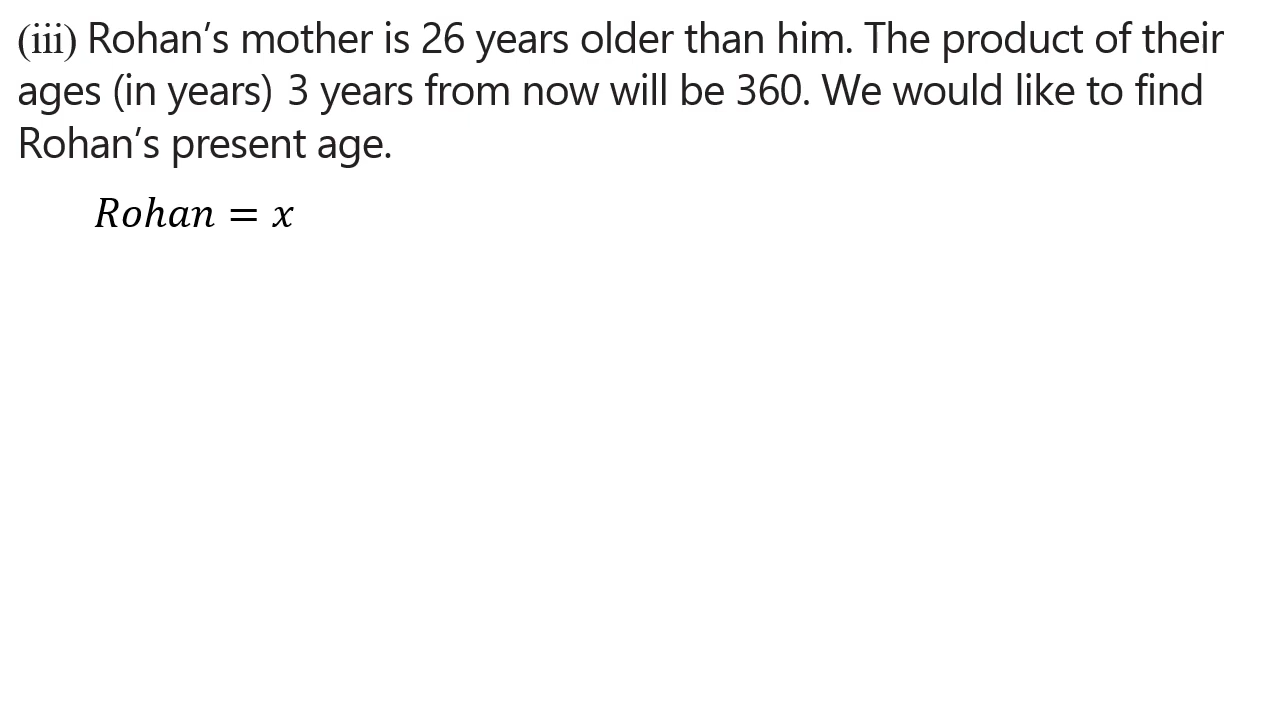 (iii) Rohan’s mother is 26 years older than him. The product of their
ages (in years) 3 years from now will be 360. We would like to find
Rohan’s present age.
Rohan = x